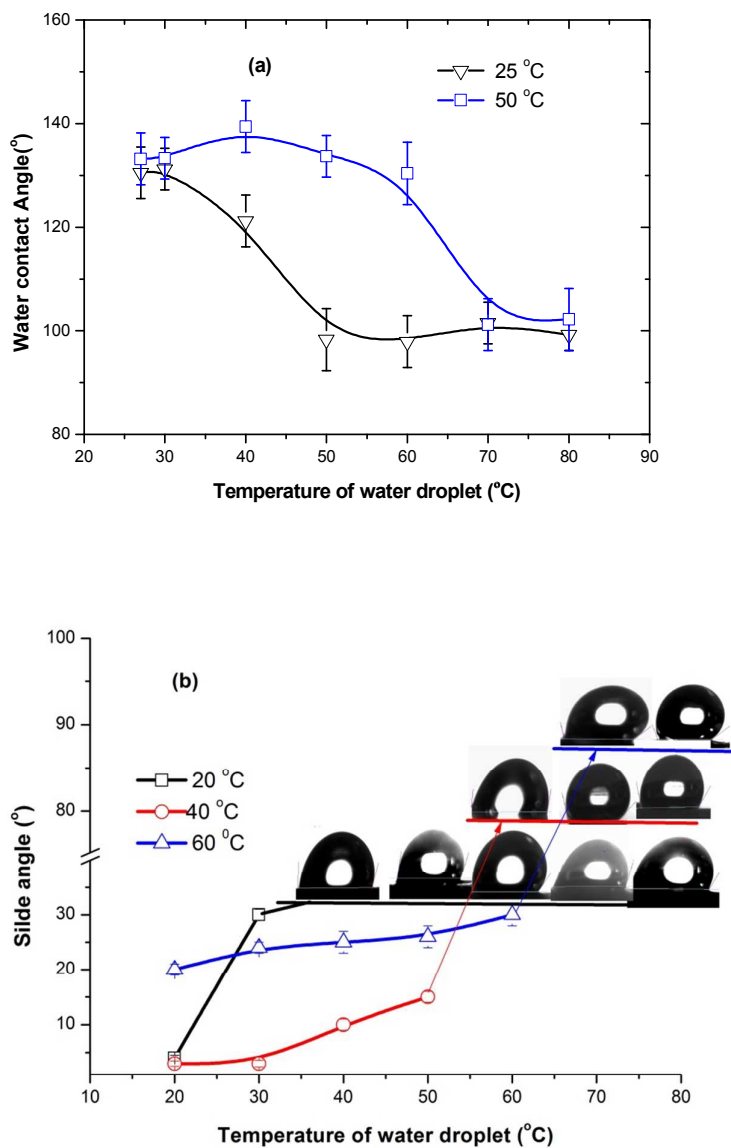 160
(a)
25 °C
50 °C
140
120
100
80
Water contact Angle(°)
20 30 40 50 60 70 80 90
Temperature of water droplet (°C)
100
(b)
90
20 °C
40 °C
60 ⁰C
80
30
20
10
Silde angle (°)
10 20 30 40 50 60 70 80
Temperature of water droplet (°C)